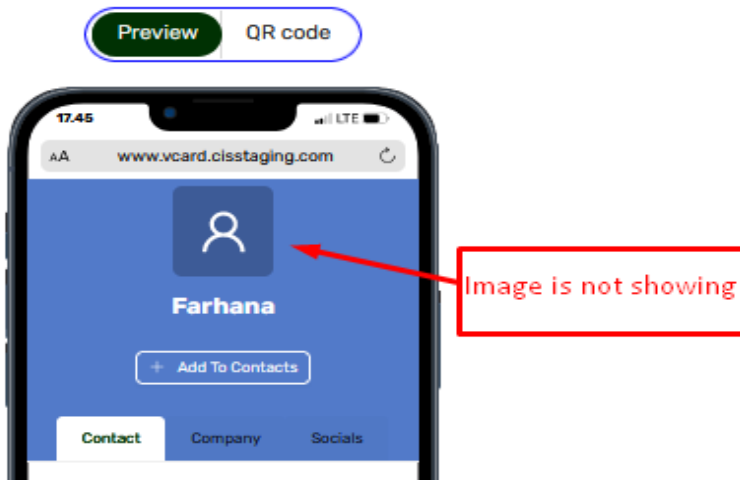 Preview QR code
17.45 LTE
AA www.vcard.cisstaging.com
Image is not showing
Farhana
+ Add To Contacts
Contact Company Socials